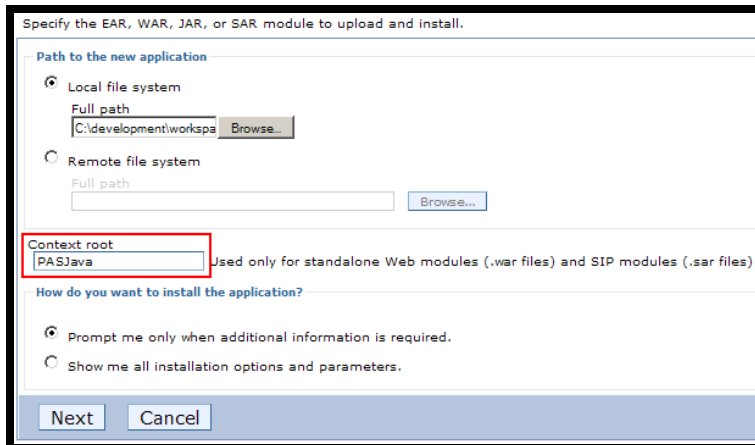 Specify the EAR, WAR, JAR, or SAR module to upload and install.
Path to the new application
Local file system
Full path
C:\development\workspa Browse...
Remote file system
Full path
Browse...
Context root
PASJava Used only for standalone Web modules (.war files) and SIP modules (.sar files)
How do you want to install the application?
Prompt me only when additional information is required.
Show me all installation options and parameters.
Next Cancel